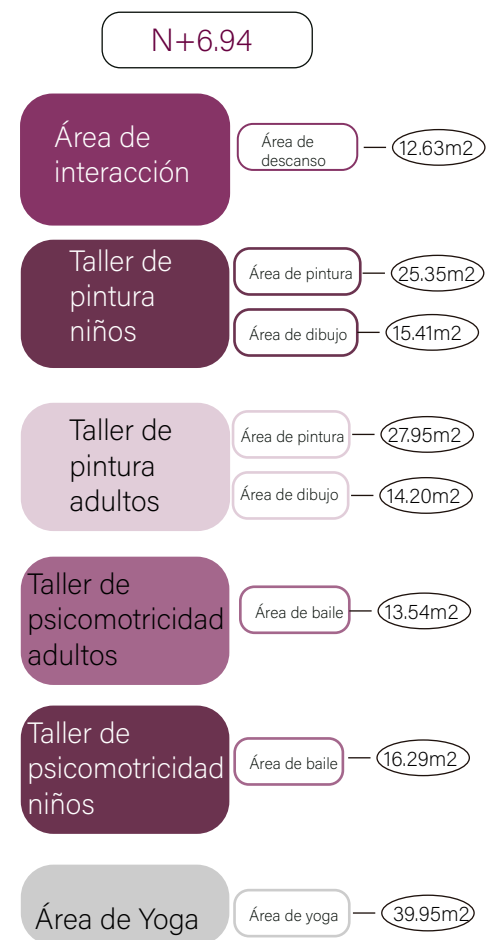 N+6.94
Área de
interacción
Área de
descanso
12.63m2
Taller de
pintura
niños
Área de pintura
25.35m2
Área de dibujo
15.41m2
Taller de
pintura
adultos
Área de pintura
27.95m2
Área de dibujo
14.20m2
Taller de
psicomotricidad
adultos
Área de baile
13.54m2
Taller de
psicomotricidad
niños
Área de baile
16.29m2
Área de Yoga
Área de yoga
39.95m2